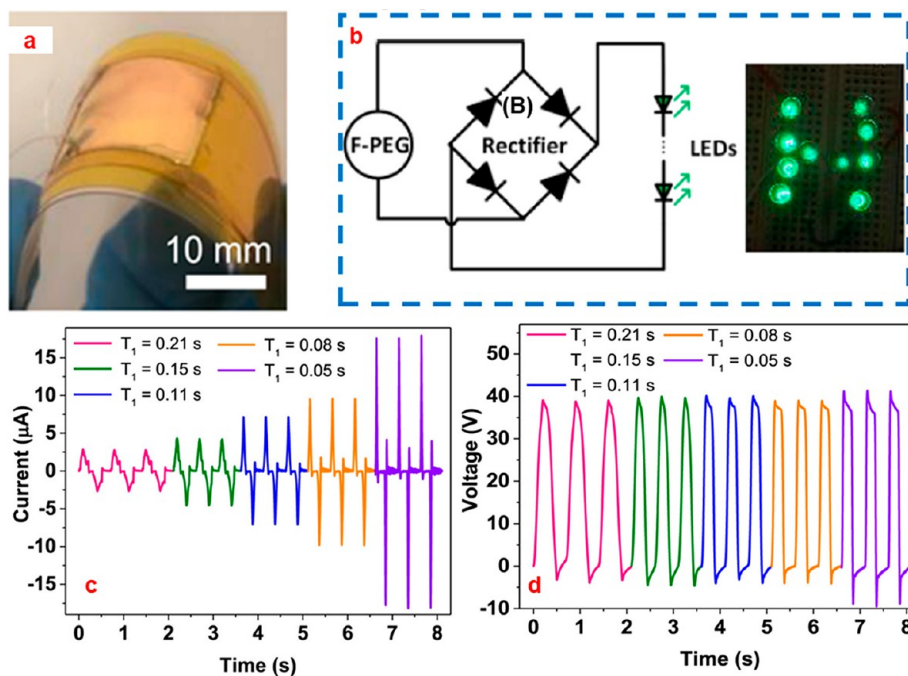 a
10 mm
b
F-PEG
(B)
Rectifier
LEDs
T1 = 0.21 s
T1 = 0.08 s
T1 = 0.15 s
T1 = 0.05 s
T1 = 0.11 s
Current (μA)
15
10
5
0
-5
-10
-15
c
0 1 2 3 4 5 6 7 8
Time (s)
T1 = 0.21 s
T1 = 0.08 s
T1 = 0.15 s
T1 = 0.05 s
T1 = 0.11 s
Voltage (V)
50
40
30
20
10
0
-10
d
0 1 2 3 4 5 6 7 8
Time (s)